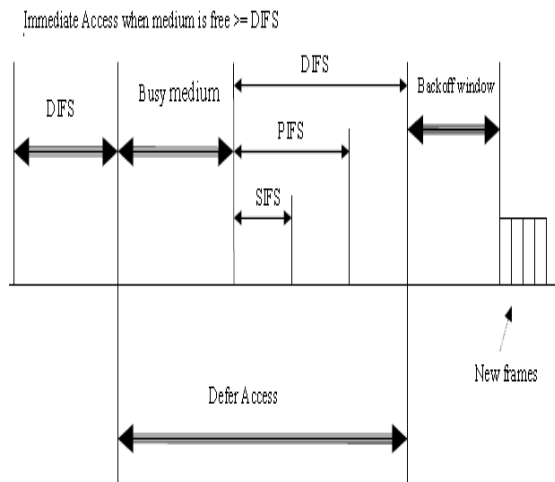 Immediate Access when medium is free >= DIFS
DIFS
Busy medium
DIFS
Backoff window
PIFS
SIFS
New frames
Defer Access